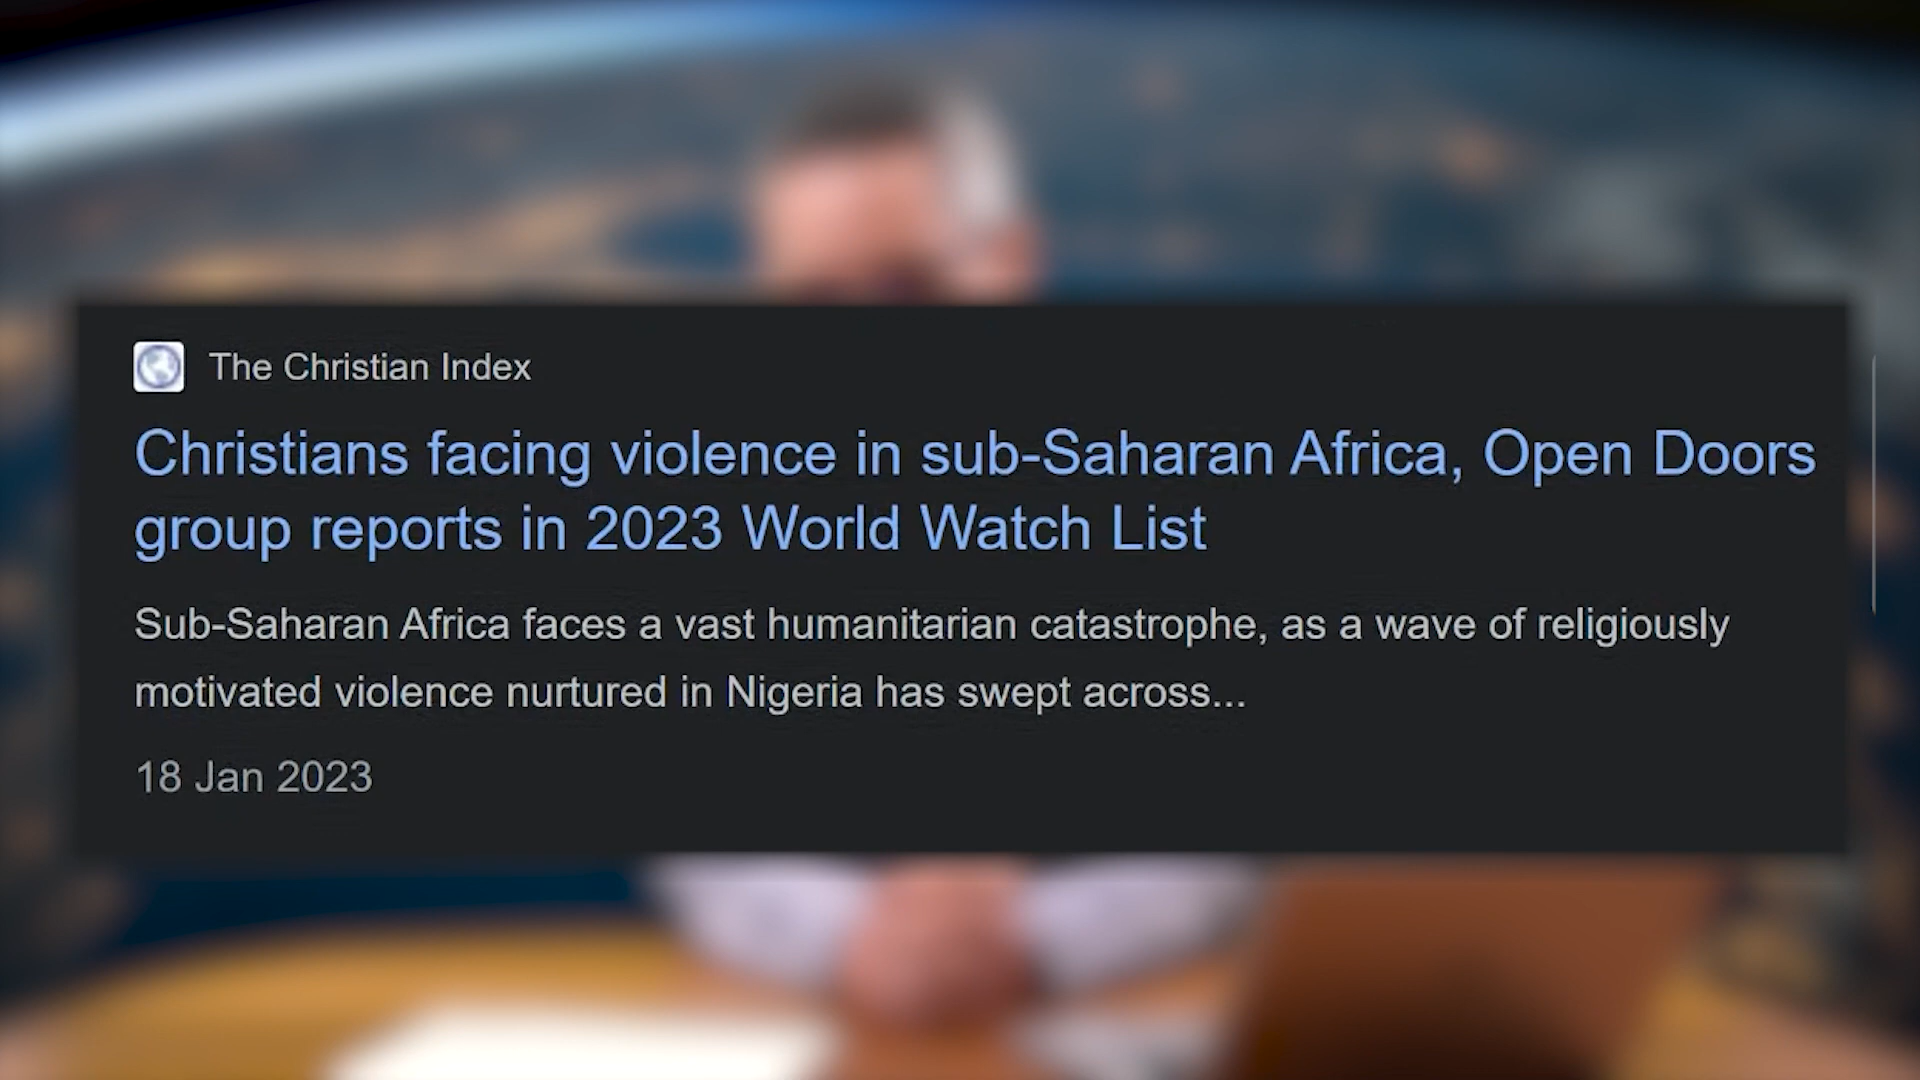 The Christian Index
Christians facing violence in sub-Saharan Africa, Open Doors
group reports in 2023 World Watch List
Sub-Saharan Africa faces a vast humanitarian catastrophe, as a wave of religiously
motivated violence nurtured in Nigeria has swept across...
18 Jan 2023